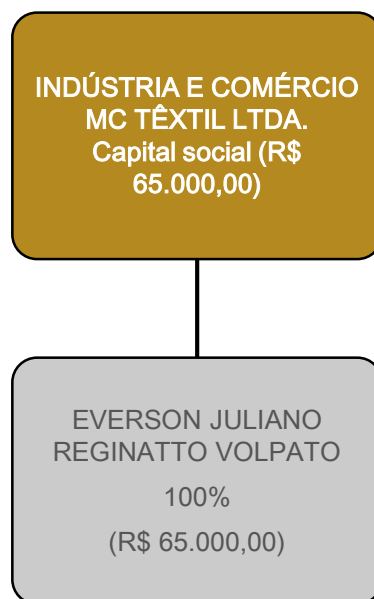 INDÚSTRIA E COMÉRCIO
MC TÊXTIL LTDA.
Capital social (R$
65.000,00)
EVERSON JULIANO
REGINATTO VOLPATO
100%
(R$ 65.000,00)